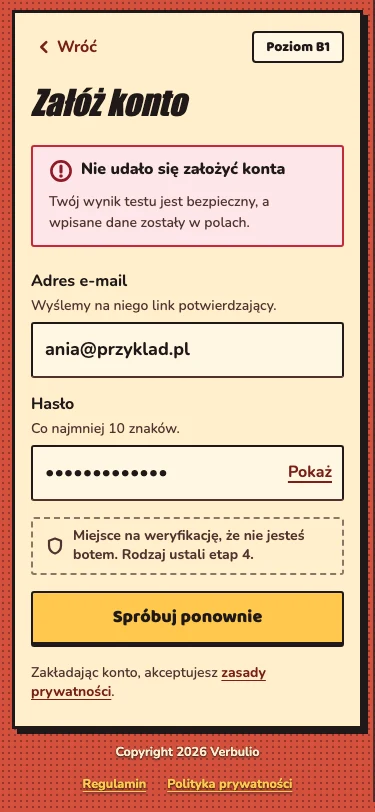 Wróć
Poziom B1
Załóż konto
Nie udało się założyć konta
Twój wynik testu jest bezpieczny, a
wpisane dane zostały w polach.
Adres e-mail
Wyślemy na niego link potwierdzający.
ania@przyklad.pl
Hasło
Co najmniej 10 znaków.
•••••••••••••
Pokaż
Miejsce na weryfikację, że nie jesteś
botem. Rodzaj ustali etap 4.
Spróbuj ponownie
Zakładając konto, akceptujesz zasady
prywatności.
Copyright 2026 Verbulio
Regulamin Polityka prywatności